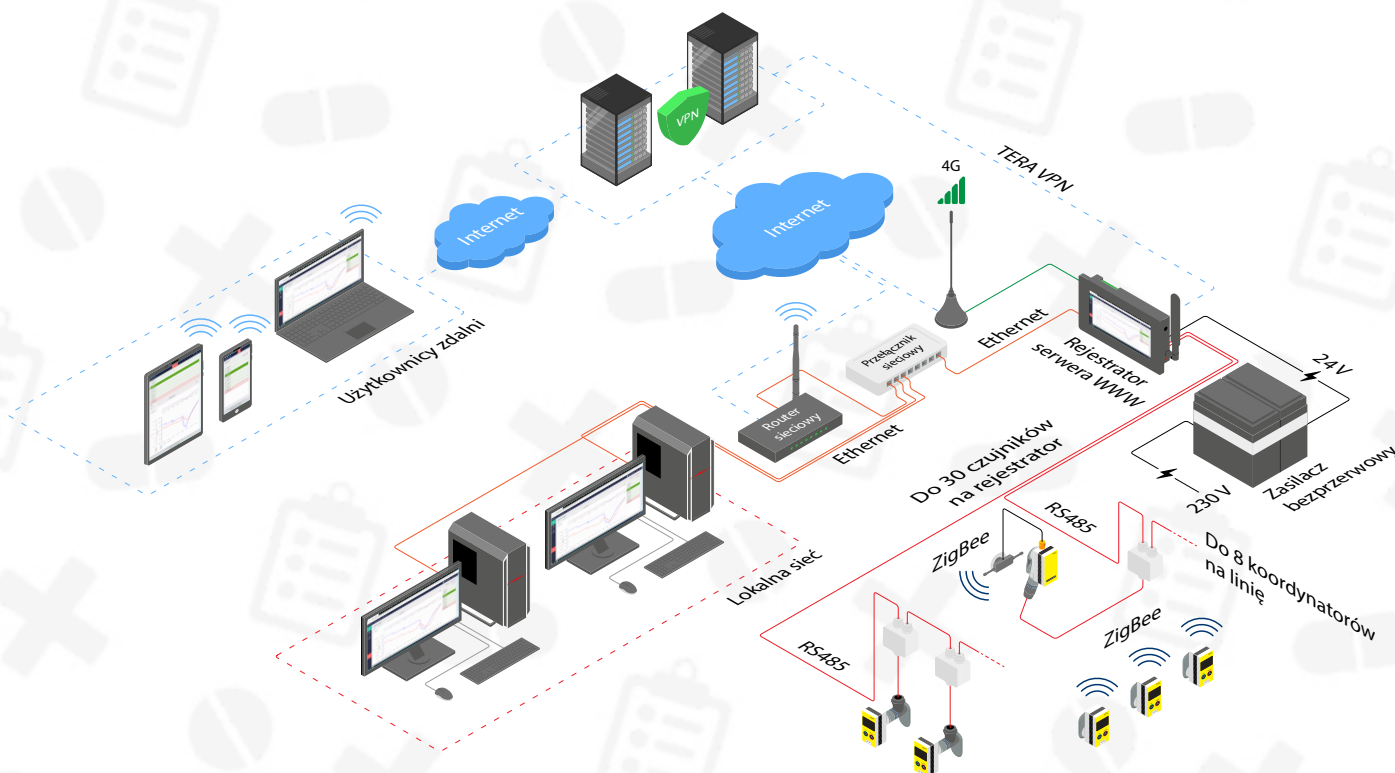 VPN
4G
TERA VPN
Internet
Internet
Użytkownicy zdalni
Przełącznik
sieciowy
Ethernet
Rejestrator
serwera WWW
24V
Router
sieciowy
Ethernet
Do 30 czujników
na rejestrator
Zasilacz
bezprzerwowy
230 V
RS485
ZigBee
Do 8 koordynatorów
na linię
Lokalna sieć
ZigBee
RS485